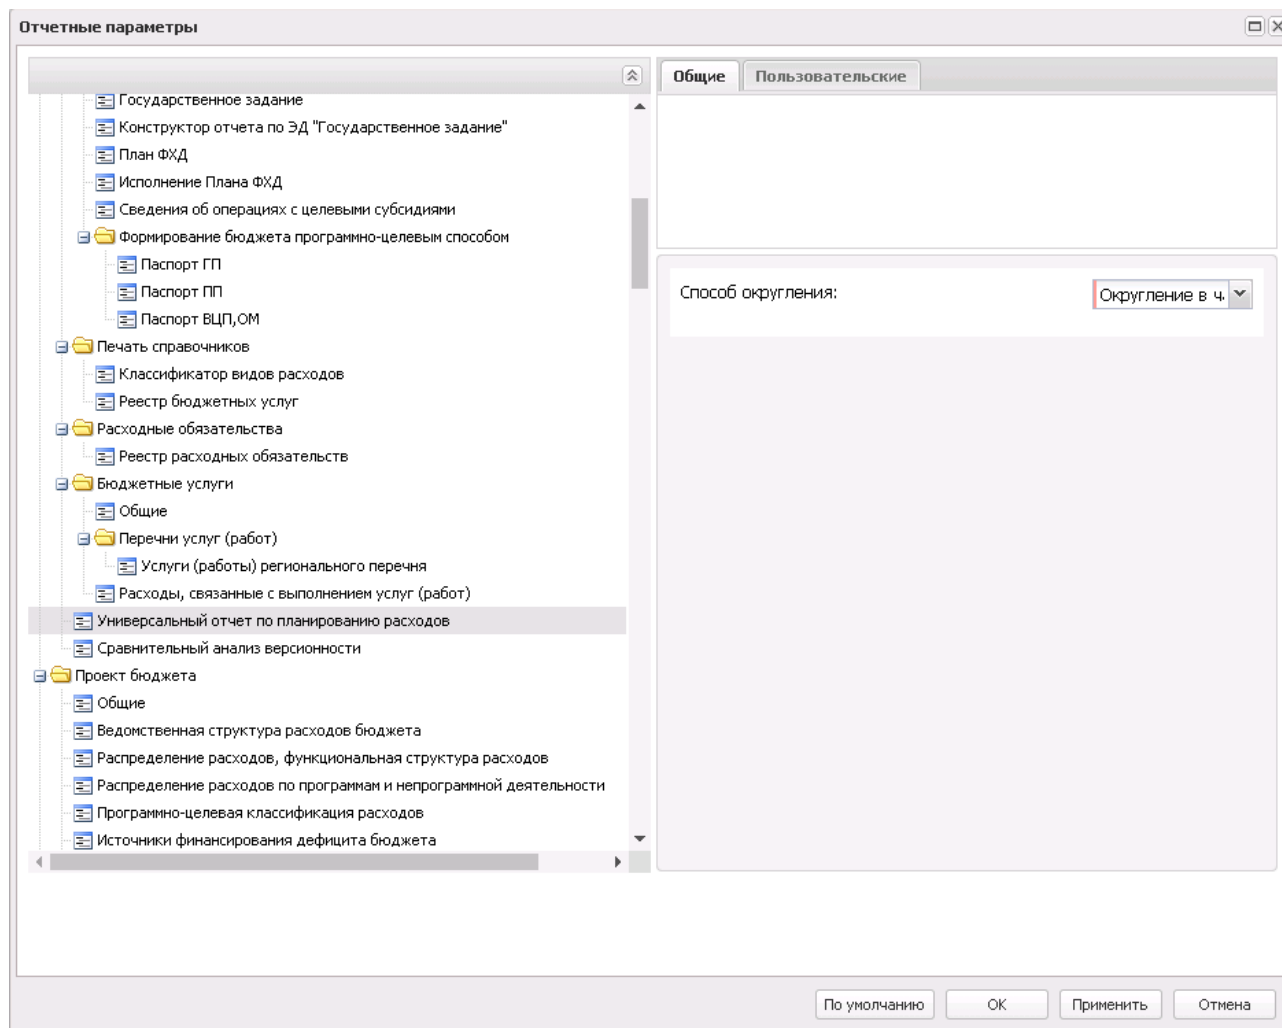 Отчетные параметры
Общие
Пользовательские
Государственное задание
Конструктор отчета по ЭД "Государственное задание"
План ФХД
Исполнение Плана ФХД
Сведения об операциях с целевыми субсидиями
Формирование бюджета программно-целевым способом
Паспорт ГП
Паспорт ПП
Паспорт ВЦП,ОМ
Печать справочников
Классификатор видов расходов
Реестр бюджетных услуг
Расходные обязательства
Реестр расходных обязательств
Бюджетные услуги
Общие
Перечни услуг (работ)
Услуги (работы) регионального перечня
Расходы, связанные с выполнением услуг (работ)
Универсальный отчет по планированию расходов
Сравнительный анализ версионности
Проект бюджета
Общие
Ведомственная структура расходов бюджета
Распределение расходов, функциональная структура расходов
Распределение расходов по программам и непрограммной деятельности
Программно-целевая классификация расходов
Источники финансирования дефицита бюджета
Способ округления:
Округление в ч.
По умолчанию
ОК
Применить
Отмена